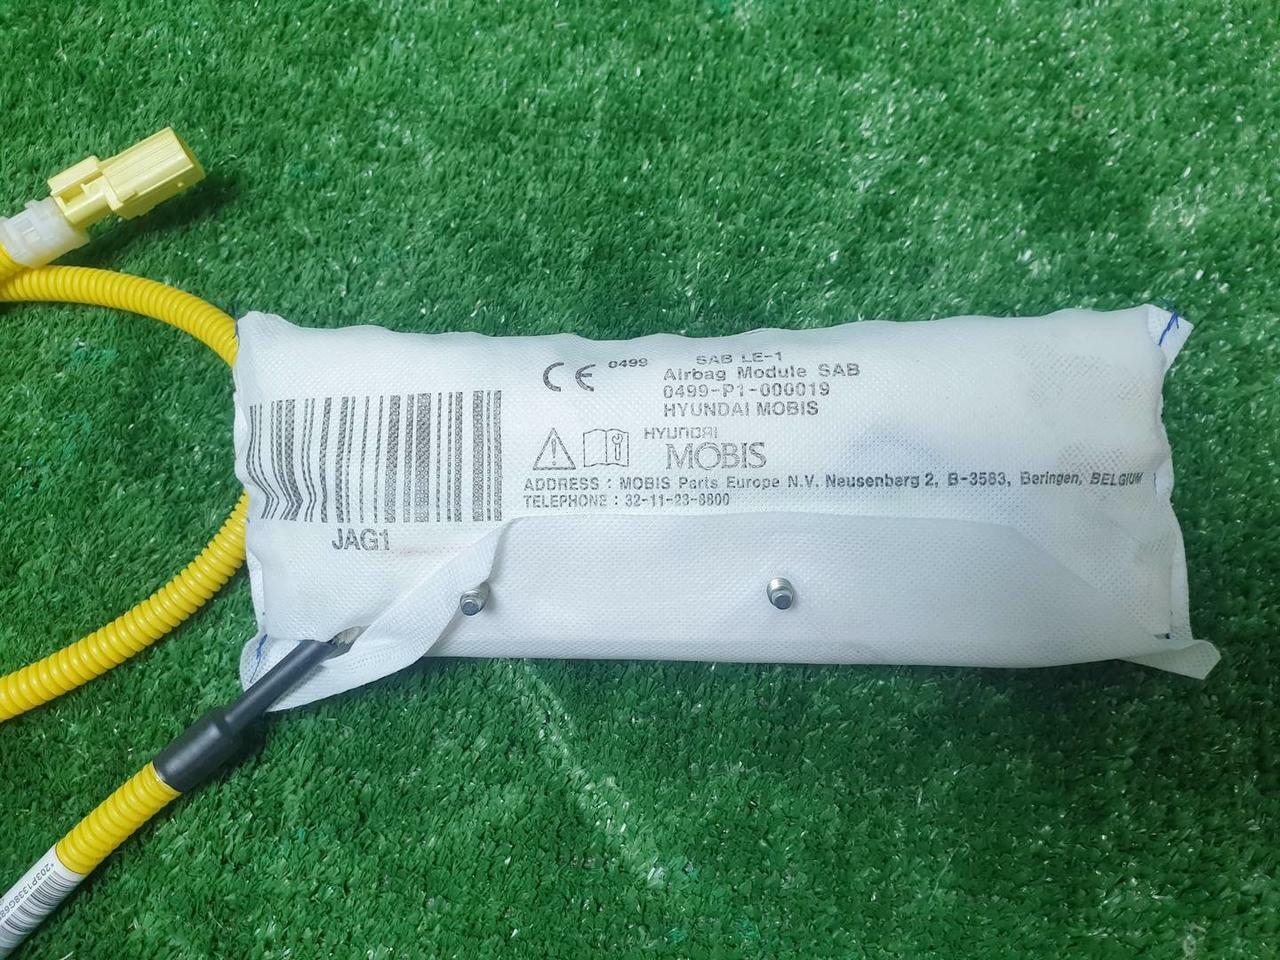 CE 0499 SAB LE-1
Airbag Module SAB
0499-P1-000019
HYUNDAI MOBIS
HYUNDAI
MOBIS
ADDRESS : MOBIS Parts Europe N.V. Neusenberg 2, B-3583, Beringen, BELGIUM
TELEPHONE : 32-11-23-8800
JAG1